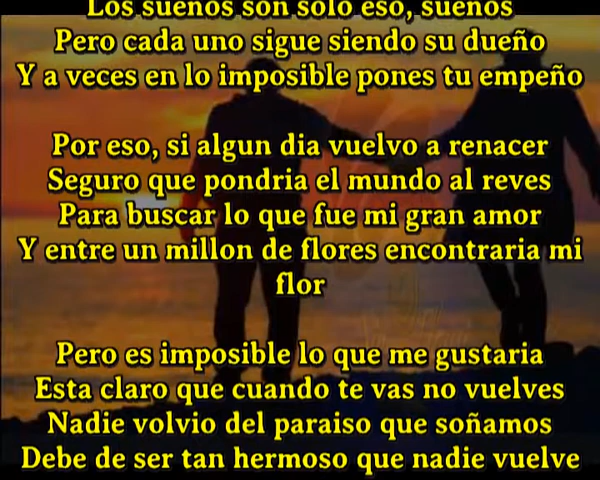 Los sueños son solo eso, sueños
Pero cada uno sigue siendo su dueño
Y a veces en lo imposible pones tu empeño
Por eso, si algun dia vuelvo a renacer
Seguro que pondria el mundo al reves
Para buscar lo que fue mi gran amor
Y entre un millon de flores encontraria mi
flor
Pero es imposible lo que me gustaria
Esta claro que cuando te vas no vuelves
Nadie volvio del paraiso que soñamos
Debe de ser tan hermoso que nadie vuelve